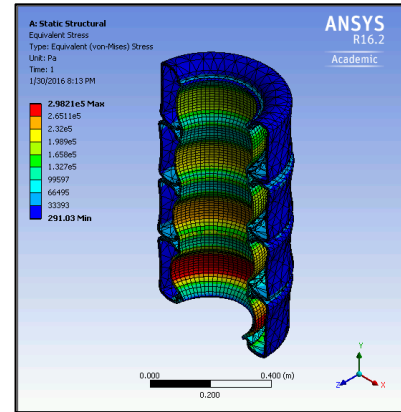 A: Static Structural
Equivalent Stress
Type: Equivalent (von-Mises) Stress
Unit: Pa
Time: 1
1/30/2016 8:13 PM
ANSYS
R16.2
Academic
2.9821e5 Max
2.6511e5
2.32e5
1.989e5
1.658e5
1.327e5
99597
66495
33393
291.03 Min
0.000
0.400 (m)
0.200
Y
Z
X